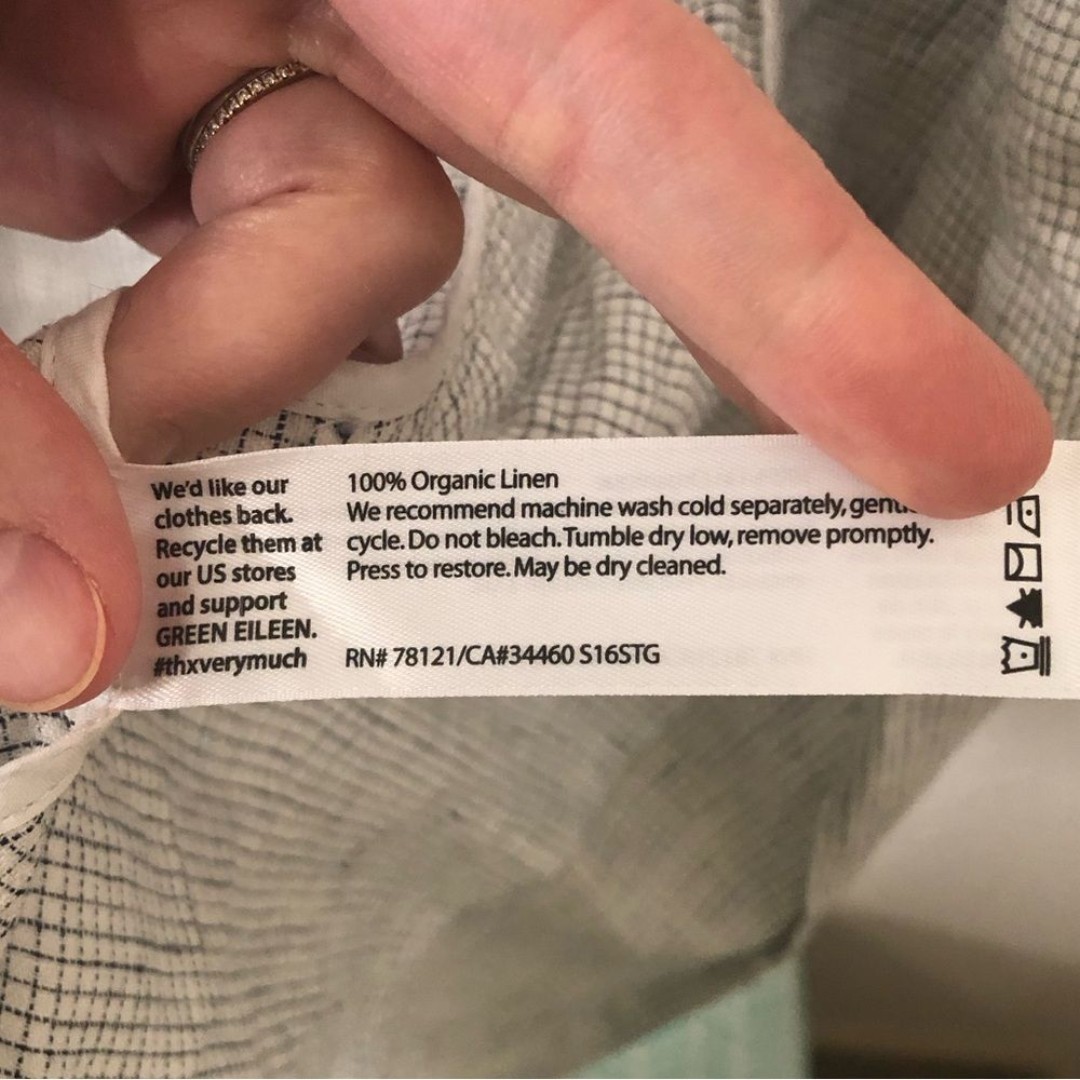 We'd like our
clothes back.
Recycle them at
our US stores
and support
GREEN EILEEN.
#thxverymuch
100% Organic Linen
We recommend machine wash cold separately,
cycle. Do not bleach. Tumble dry low, remove promptly.
Press to restore. May be dry cleaned.
RN# 78121/CA#34460 S16STG